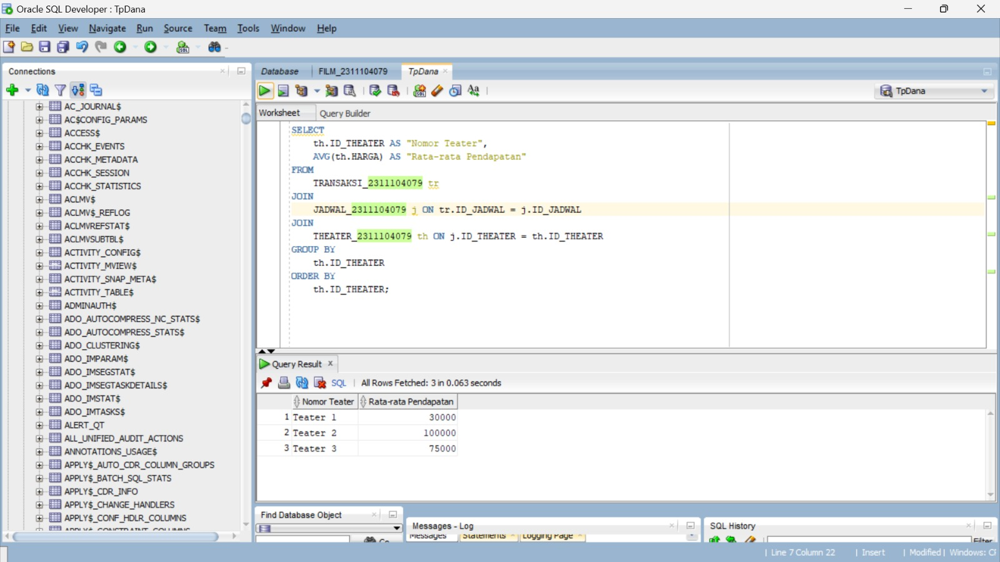 Oracle SQL Developer : TpDana
File Edit View Navigate Run Source Team Tools Window Help
Connections
AC_JOURNAL$
AC$CONFIG_PARAMS
ACCESS$
ACCHK_EVENTS
ACCHK_METADATA
ACCHK_SESSION
ACCHK_STATISTICS
ACLMV$
ACLMV$_REFLOG
ACLMVREFSTAT$
ACLMVSUBTBL$
ACTIVITY_CONFIG$
ACTIVITY_MVIEW$
ACTIVITY_SNAP_META$
ACTIVITY_TABLE$
ADMINAUTH$
ADO_AUTOCOMPRESS_NC_STATS$
ADO_AUTOCOMPRESS_STATS$
ADO_CLUSTERING$
ADO_IMPARAM$
ADO_IMSEGSTAT$
ADO_IMSEGTASKDETAILS$
ADO_IMSTAT$
ADO_IMTASKS$
ALERT_QT
ALL_UNIFIED_AUDIT_ACTIONS
ANNOTATIONS_USAGE$
APPLY$_AUTO_CDR_COLUMN_GROUPS
APPLY$_BATCH_SQL_STATS
APPLY$_CDR_INFO
APPLY$_CHANGE_HANDLERS
APPLY$_CONF_HDLR_COLUMNS
APPLY$_CONSTRAINT_COLUMNS
Database FILM_2311104079 TpDana
TpDana
Worksheet Query Builder
SELECT
th.ID_THEATER AS "Nomor Teater",
AVG(th.HARGA) AS "Rata-rata Pendapatan"
FROM
TRANSAKSI_2311104079 tr
JOIN
JADWAL_2311104079 j ON tr.ID_JADWAL = j.ID_JADWAL
JOIN
THEATER_2311104079 th ON j.ID_THEATER = th.ID_THEATER
GROUP BY
th.ID_THEATER
ORDER BY
th.ID_THEATER;
Query Result
SQL | All Rows Fetched: 3 in 0.063 seconds
Nomor Teater Rata-rata Pendapatan
1 Teater 1 30000
2 Teater 2 100000
3 Teater 3 75000
Find Database Object
Go
Messages - Log
Messages Statements Logging Page
SQL History
Filter
Line 7 Column 22 | Insert | Modified | Windows: CR